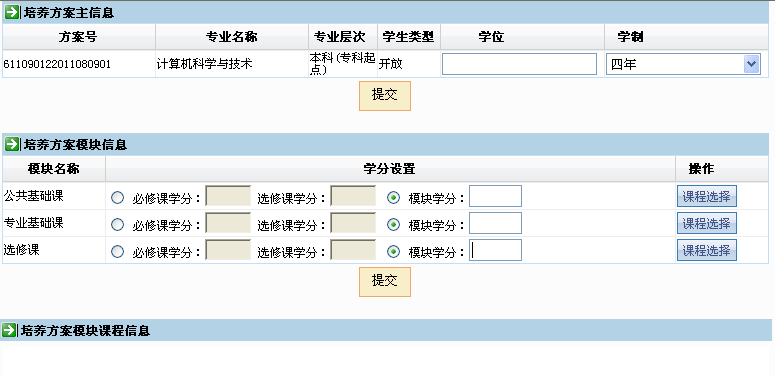 培养方案主信息
方案号 专业名称 专业层次 学生类型 学位 学制
611090122011080901 计算机科学与技术 本科(专科起点) 开放 四年
提交
培养方案模块信息
模块名称 学分设置 操作
公共基础课 必修课学分： 选修课学分： 模块学分： 课程选择
专业基础课 必修课学分： 选修课学分： 模块学分： 课程选择
选修课 必修课学分： 选修课学分： 模块学分： 课程选择
提交
培养方案模块课程信息